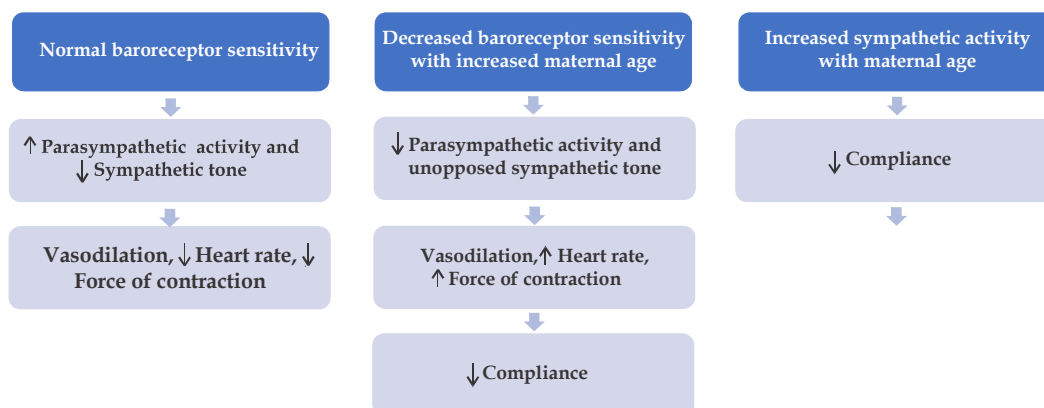 Normal baroreceptor sensitivity
↑ Parasympathetic activity and
↓ Sympathetic tone
Vasodilation, ↓ Heart rate, ↓
Force of contraction
Decreased baroreceptor sensitivity
with increased maternal age
↓ Parasympathetic activity and
unopposed sympathetic tone
Vasodilation, ↑ Heart rate,
↑ Force of contraction
↓ Compliance
Increased sympathetic activity
with maternal age
↓ Compliance